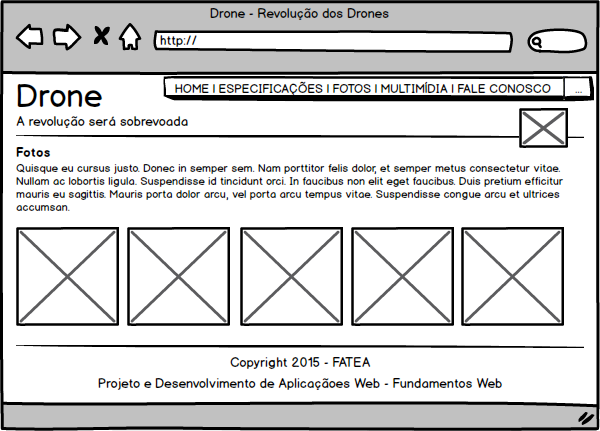 Drone - Revolução dos Drones
http://
HOME | ESPECIFICAÇÕES | FOTOS | MULTIMÍDIA | FALE CONOSCO ...
Drone
A revolução será sobrevoada
Fotos
Quisque eu cursus justo. Donec in semper sem. Nam porttitor felis dolor, et semper metus consectetur vitae.
Nullam ac lobortis ligula. Suspendisse id tincidunt orci. In faucibus non elit eget faucibus. Duis pretium efficitur
mauris eu sagittis. Mauris porta dolor arcu, vel porta arcu tempus vitae. Suspendisse congue arcu et ultrices
accumsan.
Copyright 2015 - FATEA
Projeto e Desenvolvimento de Aplicaçãoes Web - Fundamentos Web